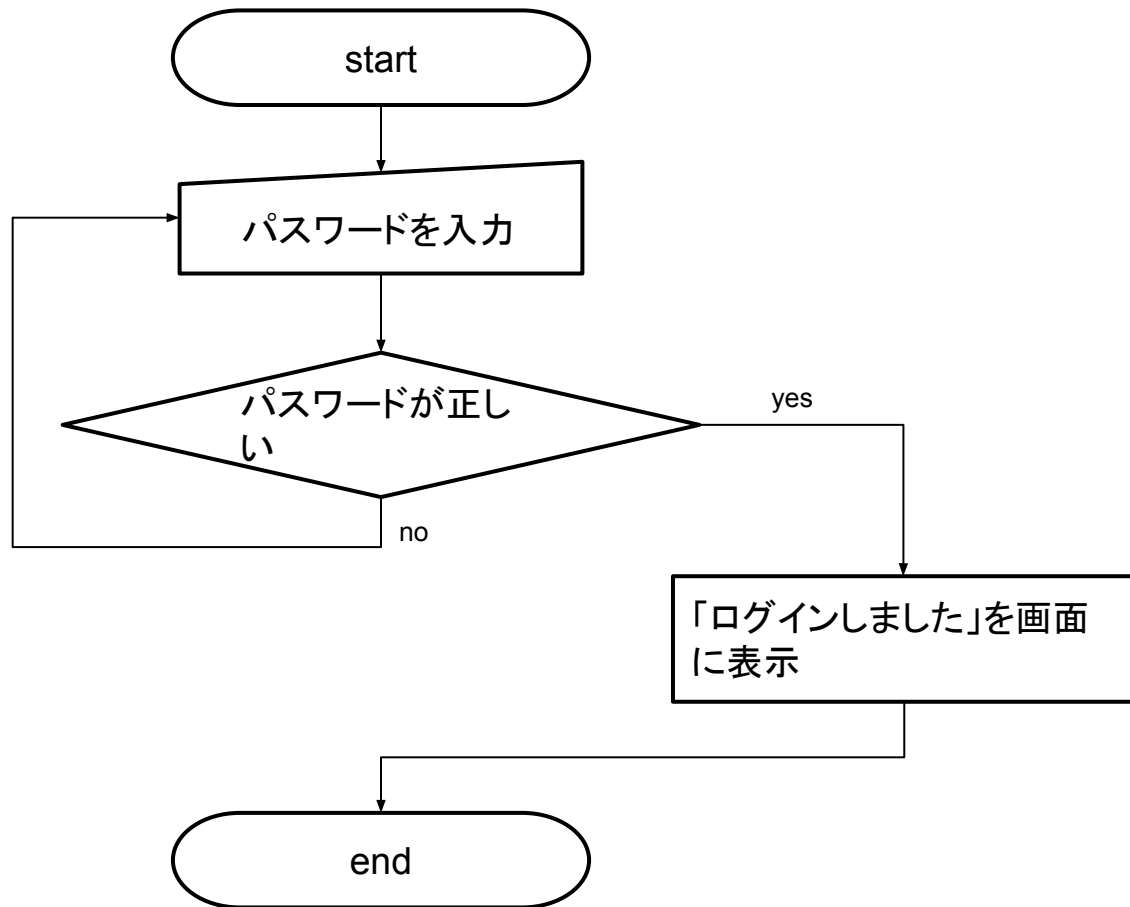 start
パスワードを入力
パスワードが正し
い
yes
no
「ログインしました」を画面
に表示
end